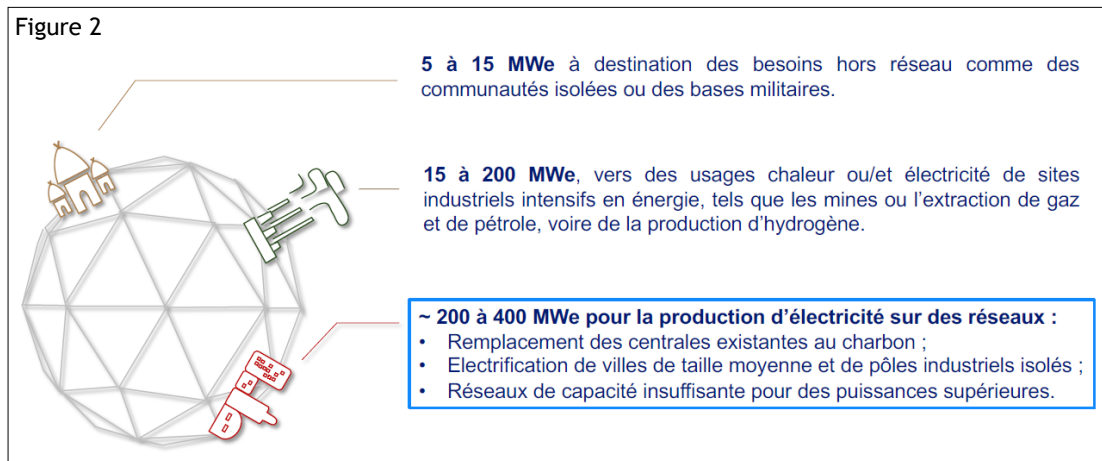 Figure 2
5 à 15 MWe à destination des besoins hors réseau comme des
communautés isolées ou des bases militaires.
15 à 200 MWe, vers des usages chaleur ou/et électricité de sites
industriels intensifs en énergie, tels que les mines ou l’extraction de gaz
et de pétrole, voire de la production d’hydrogène.
~ 200 à 400 MWe pour la production d’électricité sur des réseaux :
• Remplacement des centrales existantes au charbon ;
• Electrification de villes de taille moyenne et de pôles industriels isolés ;
• Réseaux de capacité insuffisante pour des puissances supérieures.